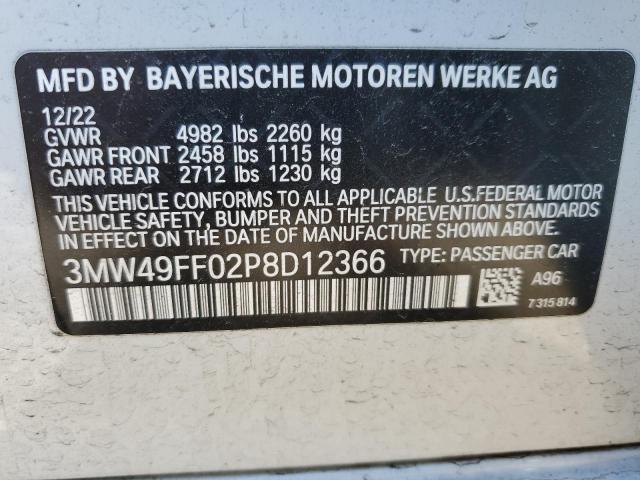 MFD BY BAYERISCHE MOTOREN WERKE AG
12/22
GVWR 4982 lbs 2260 kg
GAWR FRONT 2458 lbs 1115 kg
GAWR REAR 2712 lbs 1230 kg
THIS VEHICLE CONFORMS TO ALL APPLICABLE U.S.FEDERAL MOTOR
VEHICLE SAFETY, BUMPER AND THEFT PREVENTION STANDARDS
IN EFFECT ON THE DATE OF MANUFACTURE SHOWN ABOVE.
3MW49FF02P8D12366 TYPE: PASSENGER CAR
A96
7 315 814